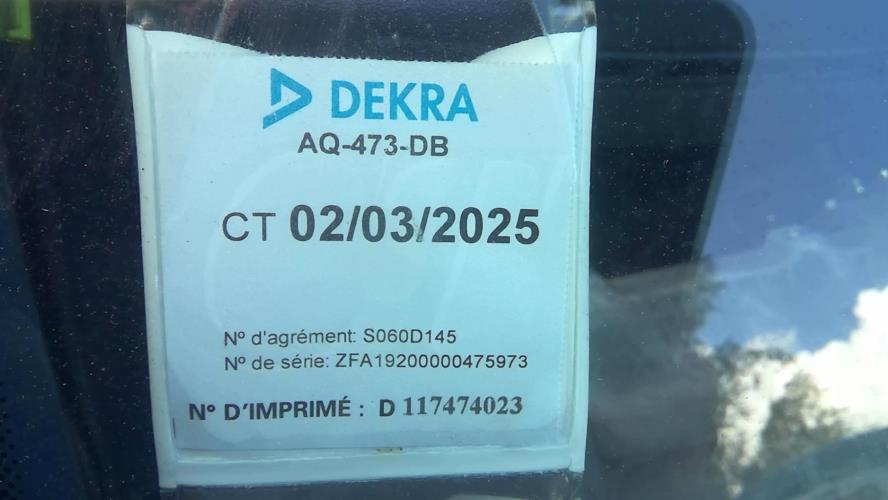 DEKRA
AQ-473-DB
CT 02/03/2025
N° d'agrément: S060D145
N° de série: ZFA19200000475973
N° D'IMPRIMÉ : D 117474023